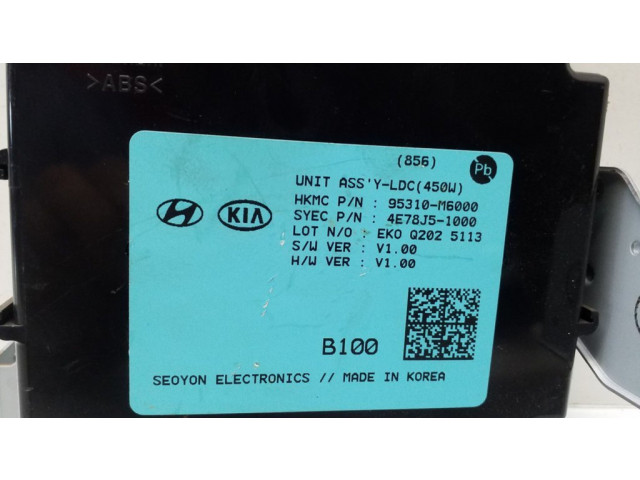 >ABS<
(856)
Pb
UNIT ASS'Y-LDC(450W)
HKMC P/N : 95310-M6000
SYEC P/N : 4E78J5-1000
LOT N/O : EKO Q202 5113
S/W VER : V1.00
H/W VER : V1.00
KIA
B100
SEOYON ELECTRONICS // MADE IN KOREA